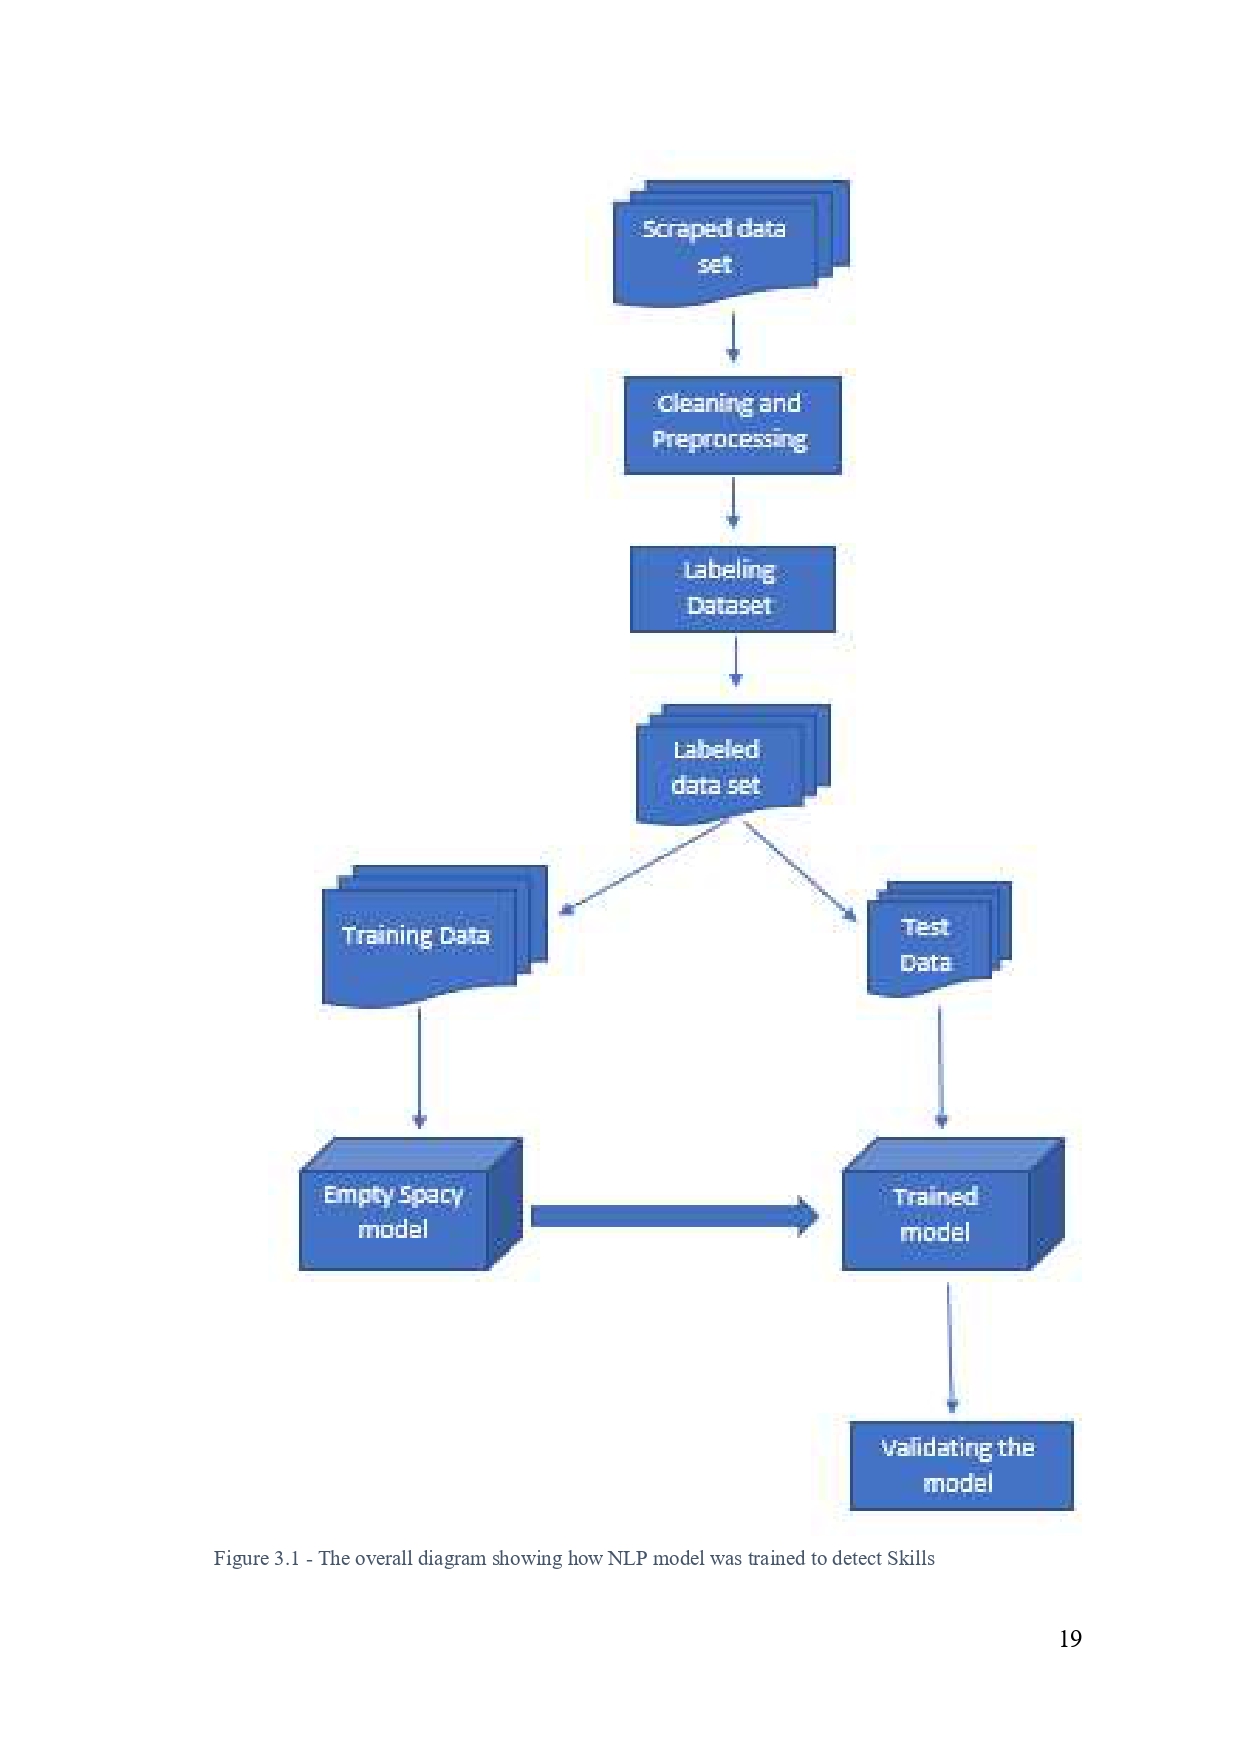 Scraped data
set
Cleaning and
Preprocessing
Labeling
Dataset
Labeled
data set
Training Data
Test
Data
Empty Spacy
model
Trained
model
Validating the
model
Figure 3.1 - The overall diagram showing how NLP model was trained to detect Skills
19